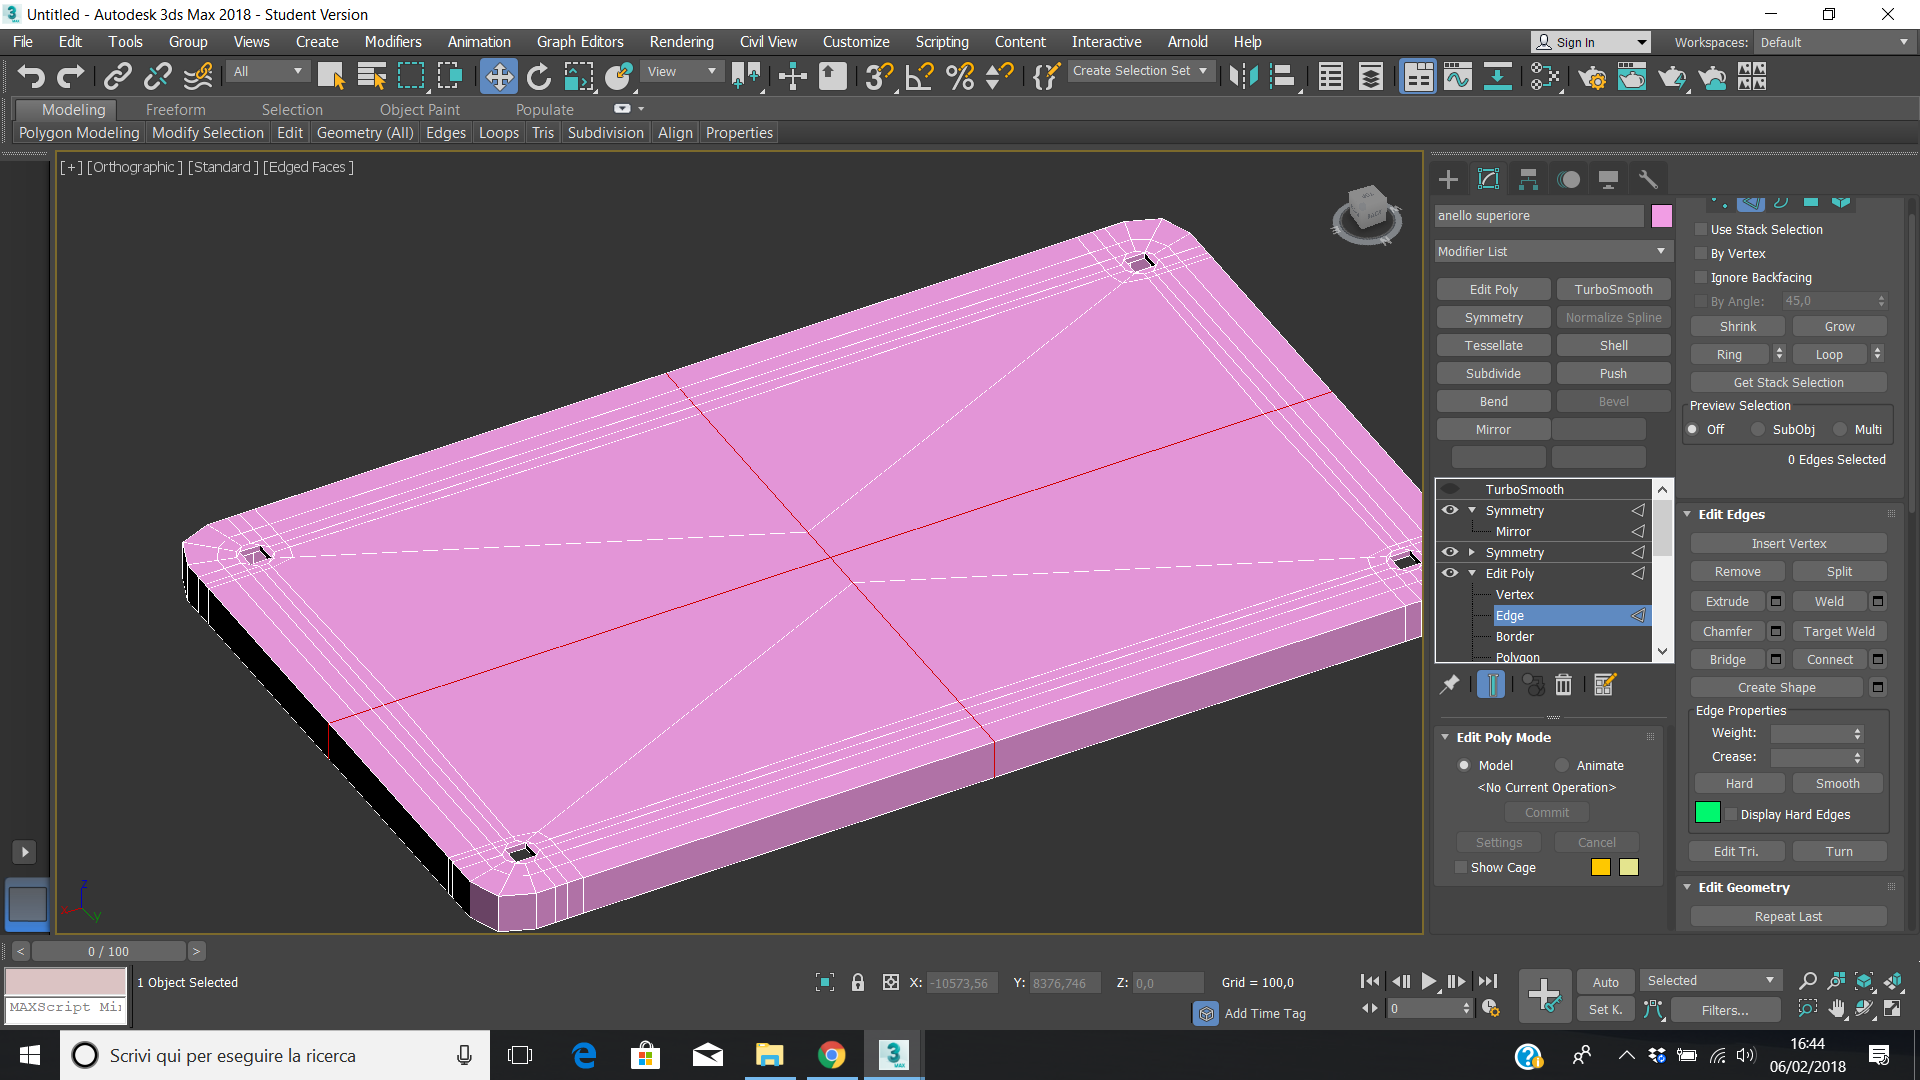 Untitled - Autodesk 3ds Max 2018 - Student Version
File Edit Tools Group Views Create Modifiers Animation Graph Editors Rendering Civil View Customize Scripting Content Interactive Arnold Help
Sign In
Workspaces: Default
All
View
Create Selection Set
Modeling Freeform Selection Object Paint Populate
Polygon Modeling Modify Selection Edit Geometry (All) Edges Loops Tris Subdivision Align Properties
[+] [Orthographic ] [Standard ] [Edged Faces ]
anello superiore
Modifier List
Edit Poly TurboSmooth
Symmetry Normalize Spline
Tessellate Shell
Subdivide Push
Bend Bevel
Mirror
TurboSmooth
Symmetry
Mirror
Symmetry
Edit Poly
Vertex
Edge
Border
Polygon
Edit Poly Mode
Model Animate
<No Current Operation>
Commit
Settings Cancel
Show Cage
Use Stack Selection
By Vertex
Ignore Backfacing
By Angle: 45,0
Shrink Grow
Ring Loop
Get Stack Selection
Preview Selection
Off SubObj Multi
0 Edges Selected
Edit Edges
Insert Vertex
Remove Split
Extrude Weld
Chamfer Target Weld
Bridge Connect
Create Shape
Edge Properties
Weight:
Crease:
Hard Smooth
Display Hard Edges
Edit Tri. Turn
Edit Geometry
Repeat Last
z
x
y
< 0 / 100 >
MAXScript Mi
1 Object Selected
X: -10573,56 Y: 8376,746 Z: 0,0 Grid = 100,0
Add Time Tag
0
Auto Selected
Set K. Filters...
Scrivi qui per eseguire la ricerca
3
MAX
16:44
06/02/2018